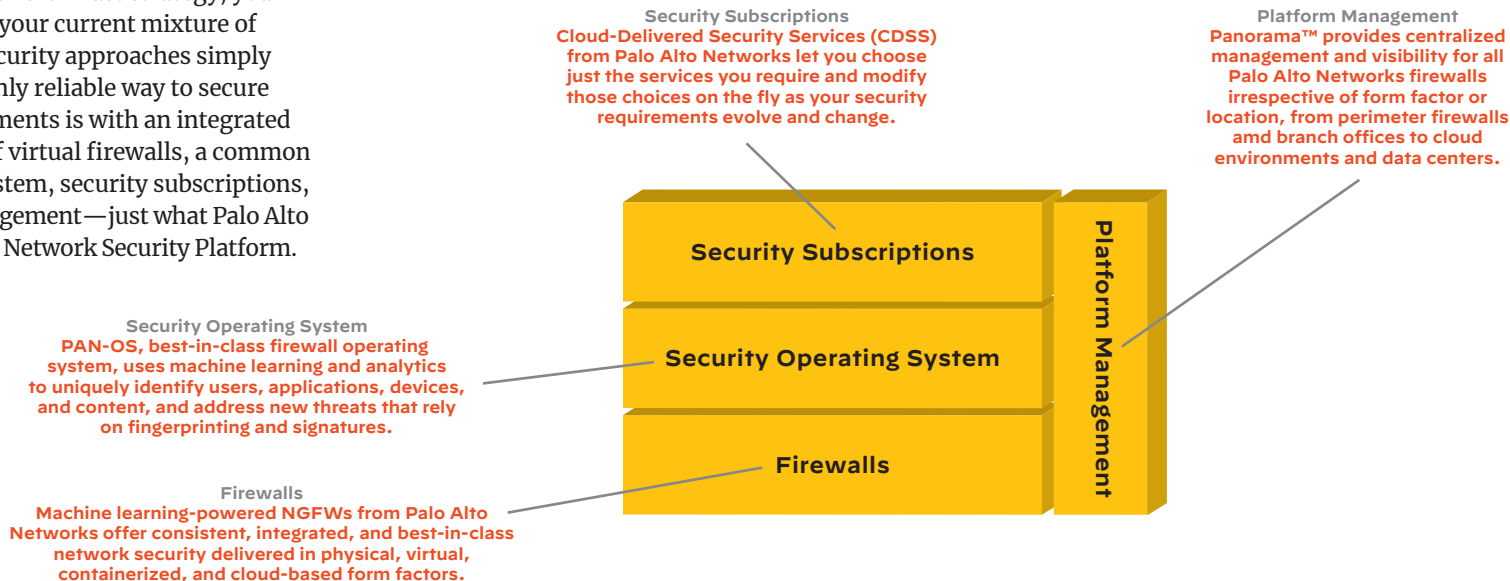 your current mixture of
curity approaches simply
nly reliable way to secure
ments is with an integrated
f virtual firewalls, a common
stem, security subscriptions,
gement—just what Palo Alto
Network Security Platform.
Security Subscriptions
Cloud-Delivered Security Services (CDSS)
from Palo Alto Networks let you choose
just the services you require and modify
those choices on the fly as your security
requirements evolve and change.
Platform Management
Panorama™ provides centralized
management and visibility for all
Palo Alto Networks firewalls
irrespective of form factor or
location, from perimeter firewalls
amd branch offices to cloud
environments and data centers.
Security Subscriptions
Security Operating System
Firewalls
Platform Management
Security Operating System
PAN-OS, best-in-class firewall operating
system, uses machine learning and analytics
to uniquely identify users, applications, devices,
and content, and address new threats that rely
on fingerprinting and signatures.
Firewalls
Machine learning-powered NGFWs from Palo Alto
Networks offer consistent, integrated, and best-in-class
network security delivered in physical, virtual,
containerized, and cloud-based form factors.